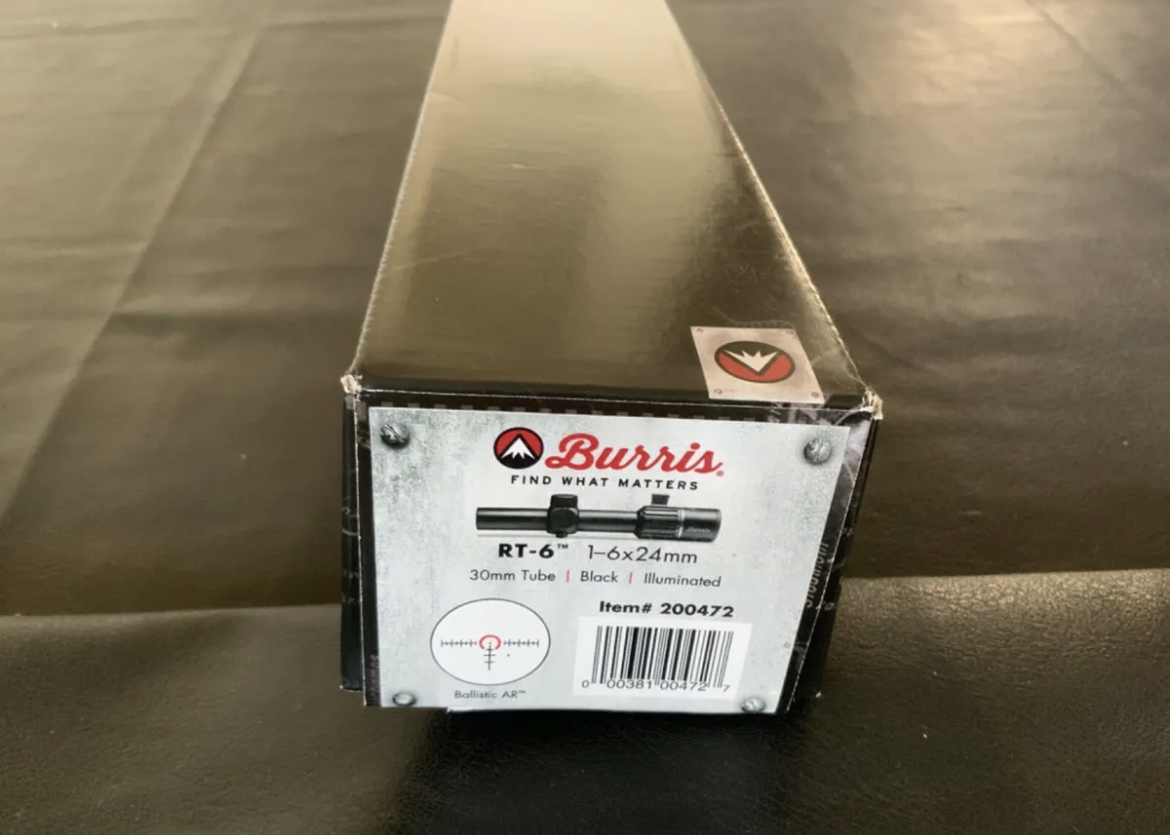 Burris®
FIND WHAT MATTERS
RT-6™ 1-6x24mm
30mm Tube | Black | Illuminated
Item# 200472
0 00381 00472 7
Ballistic AR™